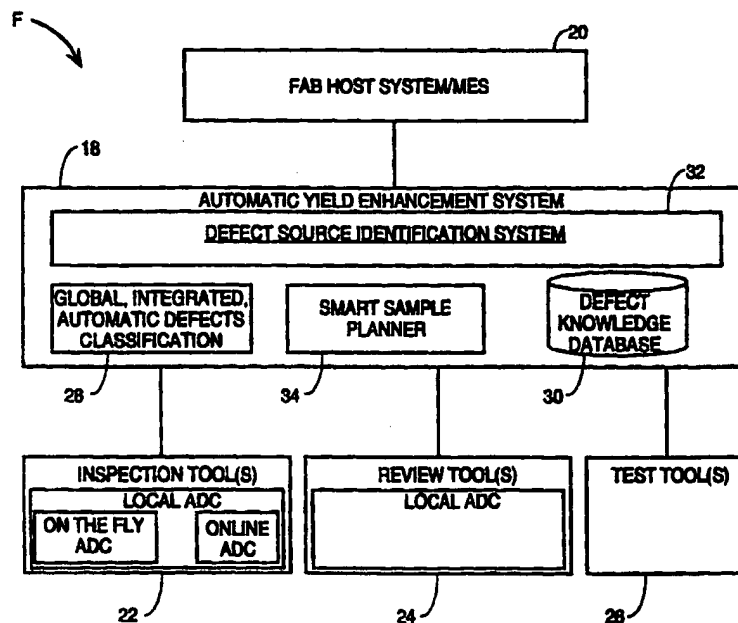 F
20
FAB HOST SYSTEM/MES
18
32
AUTOMATIC YIELD ENHANCEMENT SYSTEM
DEFECT SOURCE IDENTIFICATION SYSTEM
GLOBAL, INTEGRATED,
AUTOMATIC DEFECTS
CLASSIFICATION
SMART SAMPLE
PLANNER
DEFECT
KNOWLEDGE
DATABASE
28
34
30
INSPECTION TOOL(S)
LOCAL ADC
ON THE FLY
ADC
ONLINE
ADC
REVIEW TOOL(S)
LOCAL ADC
TEST TOOL(S)
22
24
26